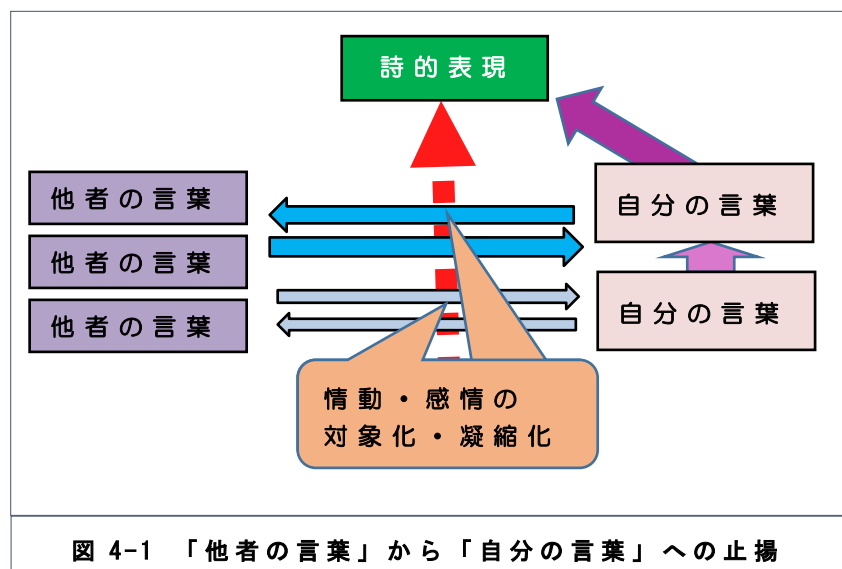 詩的表現
他者の言葉
他者の言葉
他者の言葉
自分の言葉
自分の言葉
情動・感情の
対象化・凝縮化
図 4-1 「他者の言葉」から「自分の言葉」への止揚